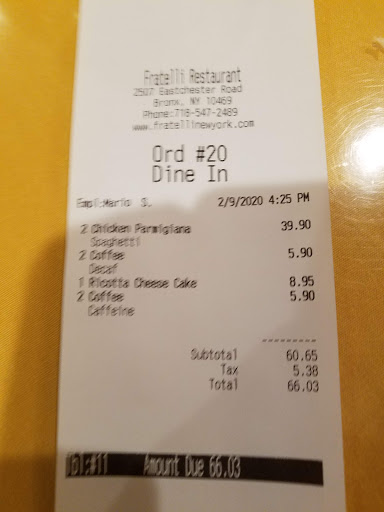 Fratelli Restaurant
2507 Eastchester Road
Bronx, NY 10469
Phone:718-547-2489
www.fratellinewyork.com
Ord #20
Dine In
Empl:Mario S. 2/9/2020 4:25 PM
2 Chicken Parmigiana 39.90
Spaghetti
2 Coffee 5.90
Decaf
1 Ricotta Cheese Cake 8.95
2 Coffee 5.90
Caffeine
---------
Subtotal 60.65
Tax 5.38
Total 66.03
Tbl:#11 Amount Due 66.03